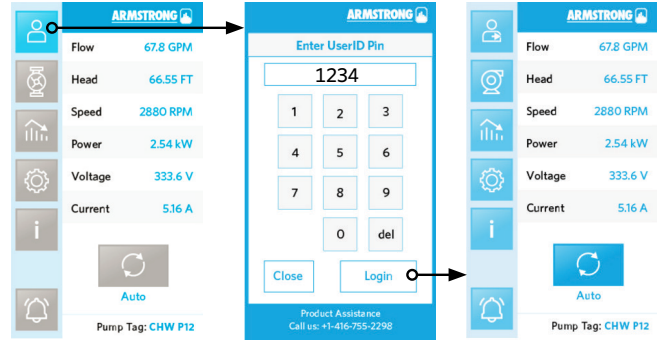 ARMSTRONG
Flow 67.8 GPM
Head 66.55 FT
Speed 2880 RPM
Power 2.54 kW
Voltage 333.6 V
Current 5.16 A
i
Auto
Pump Tag: CHW P12
ARMSTRONG
Enter UserID Pin
1234
1 2 3
4 5 6
7 8 9
0 del
Close Login
Product Assistance
Call us: +1-416-755-2298
ARMSTRONG
Flow 67.8 GPM
Head 66.55 FT
Speed 2880 RPM
Power 2.54 kW
Voltage 333.6 V
Current 5.16 A
i
Auto
Pump Tag: CHW P12